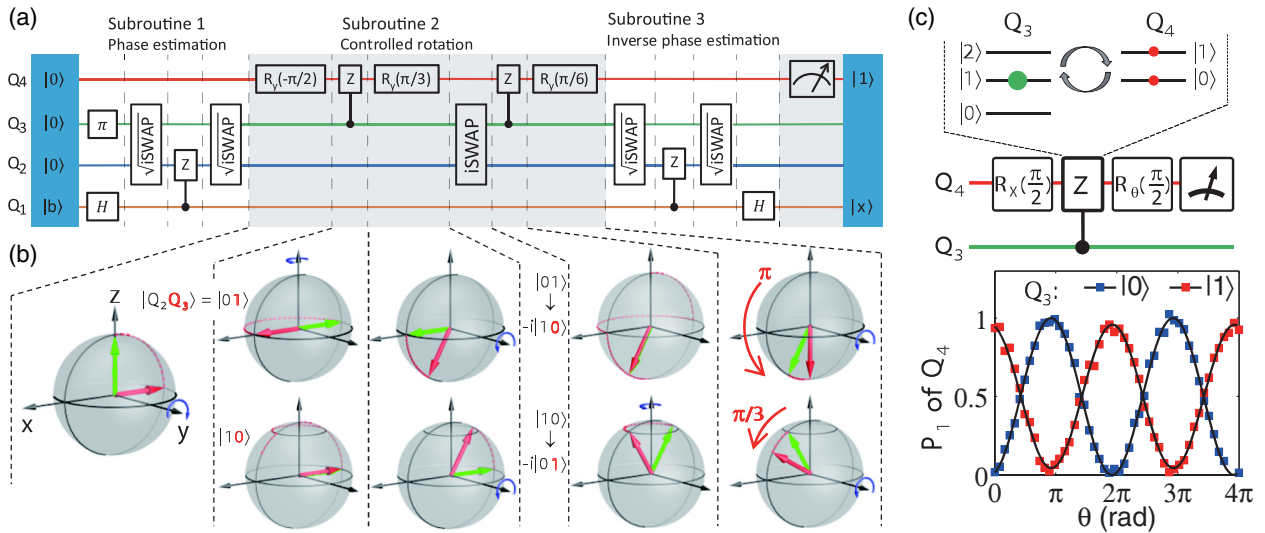 (a)
Subroutine 1
Phase estimation
Subroutine 2
Controlled rotation
Subroutine 3
Inverse phase estimation
Q4 |0⟩ Ry(-π/2) Z Ry(π/3) Z Ry(π/6) |1⟩
Q3 |0⟩ π √iSWAP √iSWAP iSWAP √iSWAP √iSWAP
Q2 |0⟩ Z Z
Q1 |b⟩ H H |x⟩
(b)
|Q2Q3⟩ = |01⟩
|01⟩
↓
-i|10⟩
π
z
x
y
|10⟩
|10⟩
↓
-i|01⟩
π/3
(c)
Q3 Q4
|2⟩ |1⟩
|1⟩ |0⟩
|0⟩
Q4 RX(π/2) Z Rθ(π/2)
Q3
Q3: |0⟩ |1⟩
P1 of Q4
1
0.5
0
0 π 2π 3π 4π
θ (rad)